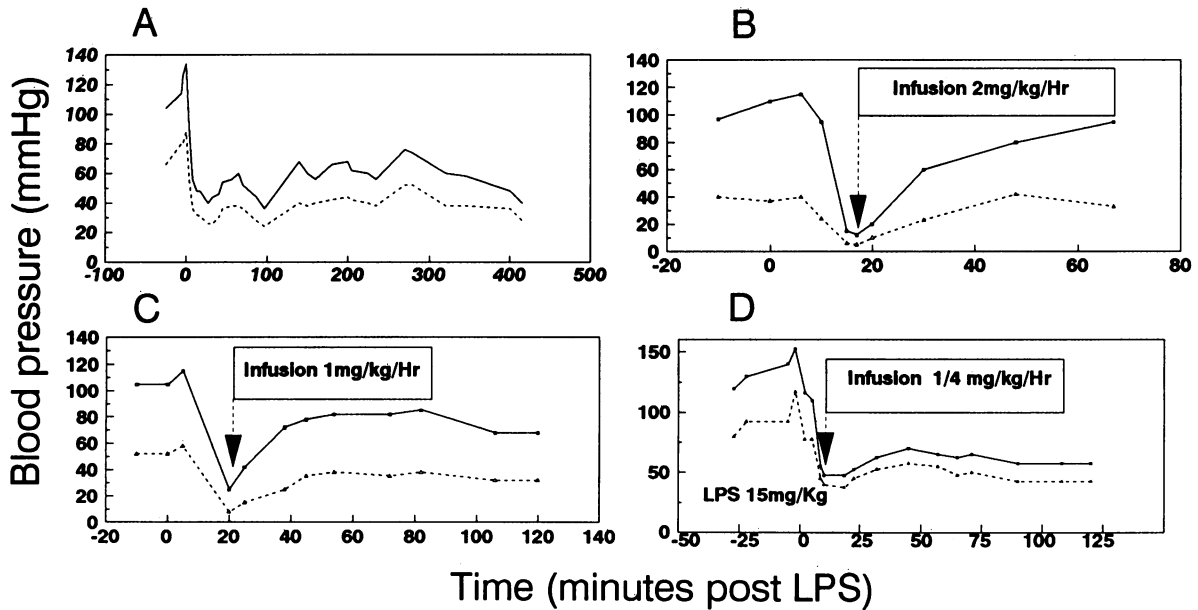 A
B
Blood pressure (mmHg)
140
120
100
80
60
40
20
0
-100 0 100 200 300 400 500
140
120
100
80
60
40
20
0
Infusion 2mg/kg/Hr
-20 0 20 40 60 80
C
D
140
120
100
80
60
40
20
0
Infusion 1mg/kg/Hr
-20 0 20 40 60 80 100 120 140
150
100
50
0
Infusion 1/4 mg/kg/Hr
LPS 15mg/Kg
-50 -25 0 25 50 75 100 125
Time (minutes post LPS)